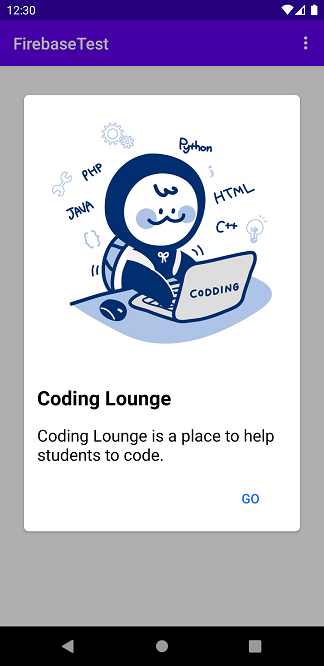 12:30
FirebaseTest
Python
PHP
HTML
JAVA
C++
CODDING
Coding Lounge
Coding Lounge is a place to help
students to code.
GO